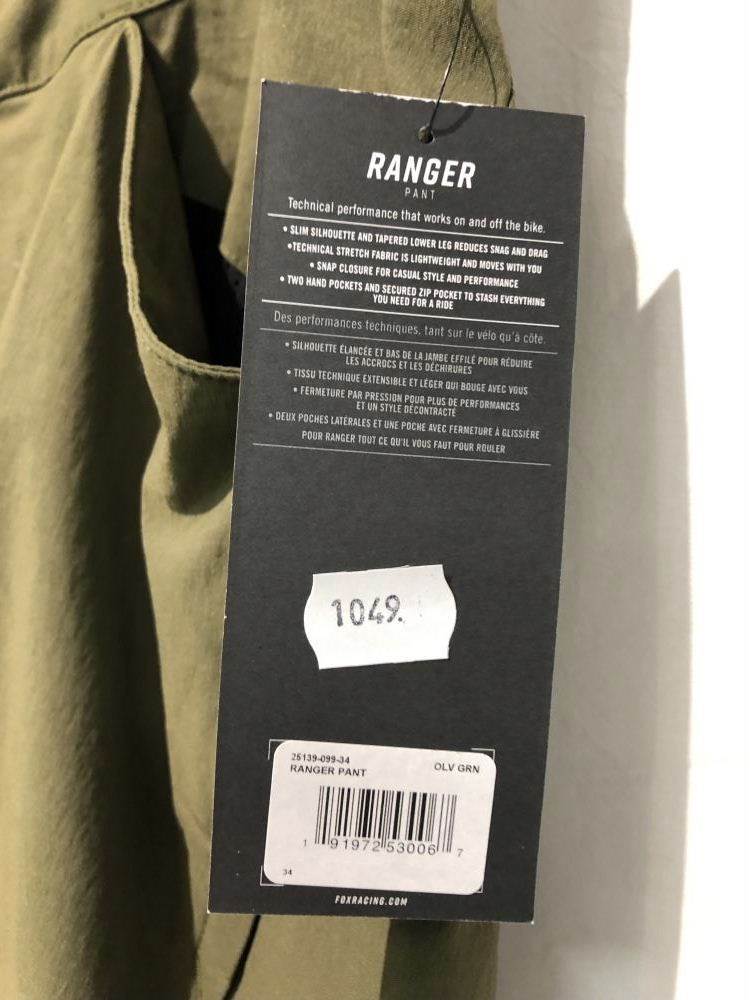 RANGER
PANT
Technical performance that works on and off the bike.
• SLIM SILHOUETTE AND TAPERED LOWER LEG REDUCES SNAG AND DRAG
•TECHNICAL STRETCH FABRIC IS LIGHTWEIGHT AND MOVES WITH YOU
• SNAP CLOSURE FOR CASUAL STYLE AND PERFORMANCE
• TWO HAND POCKETS AND SECURED ZIP POCKET TO STASH EVERYTHING
YOU NEED FOR A RIDE
Des performances techniques, tant sur le vélo qu'à côté.
• SILHOUETTE ÉLANCÉE ET BAS DE LA JAMBE EFFILÉ POUR RÉDUIRE
LES ACCROCS ET LES DÉCHIRURES
• TISSU TECHNIQUE EXTENSIBLE ET LÉGER QUI BOUGE AVEC VOUS
• FERMETURE PAR PRESSION POUR PLUS DE PERFORMANCES
ET UN STYLE DÉCONTRACTÉ
• DEUX POCHES LATÉRALES ET UNE POCHE AVEC FERMETURE À GLISSIÈRE
POUR RANGER TOUT CE QU'IL VOUS FAUT POUR ROULER
1049.
25139-099-34
RANGER PANT OLV GRN
1 91972 53006 7
34
FOXRACING.COM